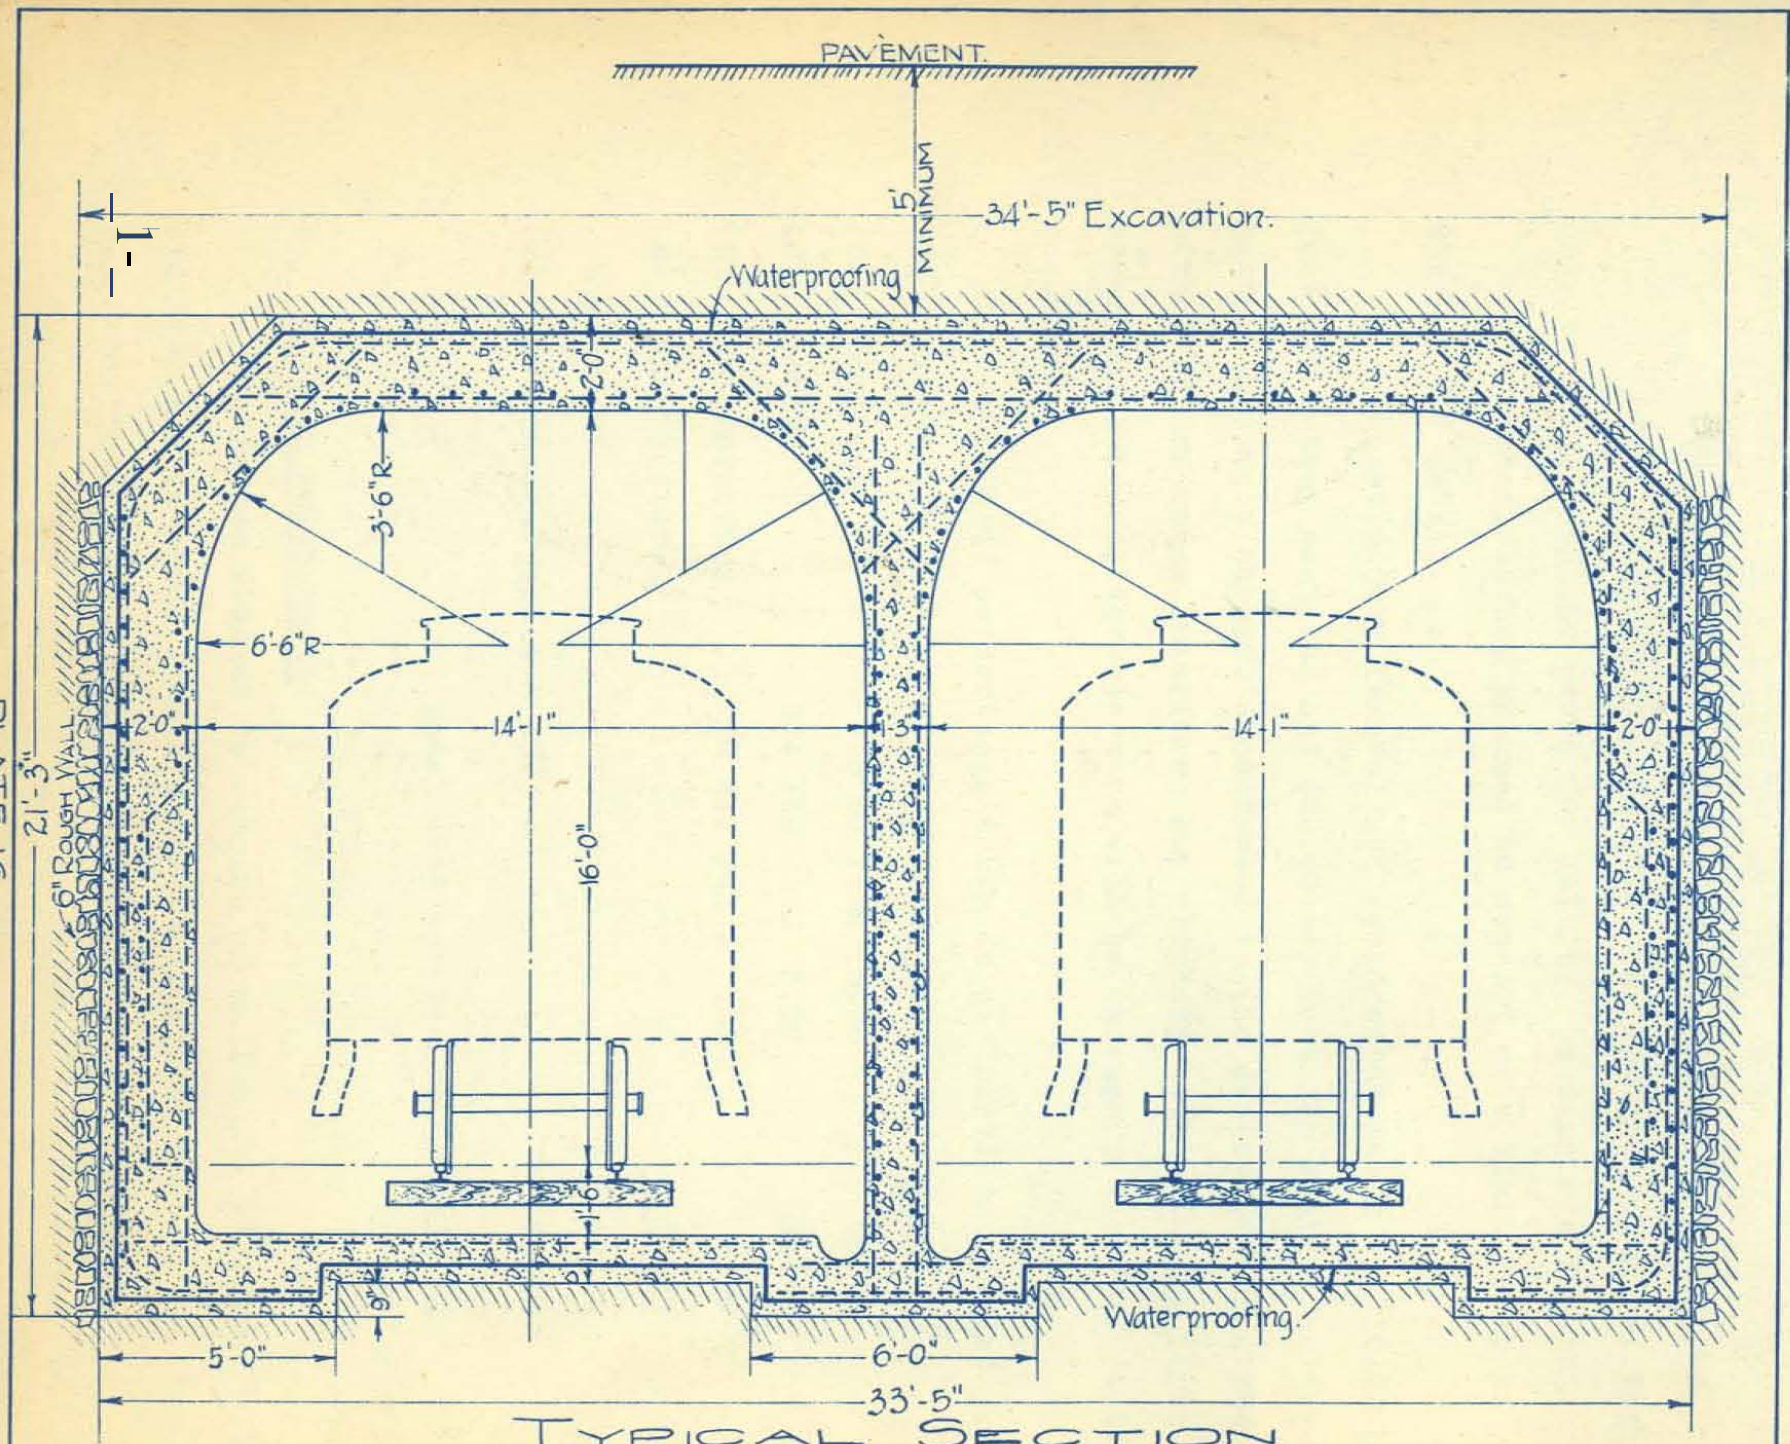 PAVEMENT.
5'
MINIMUM
34'-5" Excavation.
1-
Waterproofing
2'-0
3'-6"R
6'-6"R
2'-0"
14'-1"
1-3
14'-1"
2'-0"
21'-3"
6" ROUGH WALL
16'-0"
1'-6"
9"
Waterproofing.
5'-0"
6'-0"
33'-5"
TYPICAL SECTION